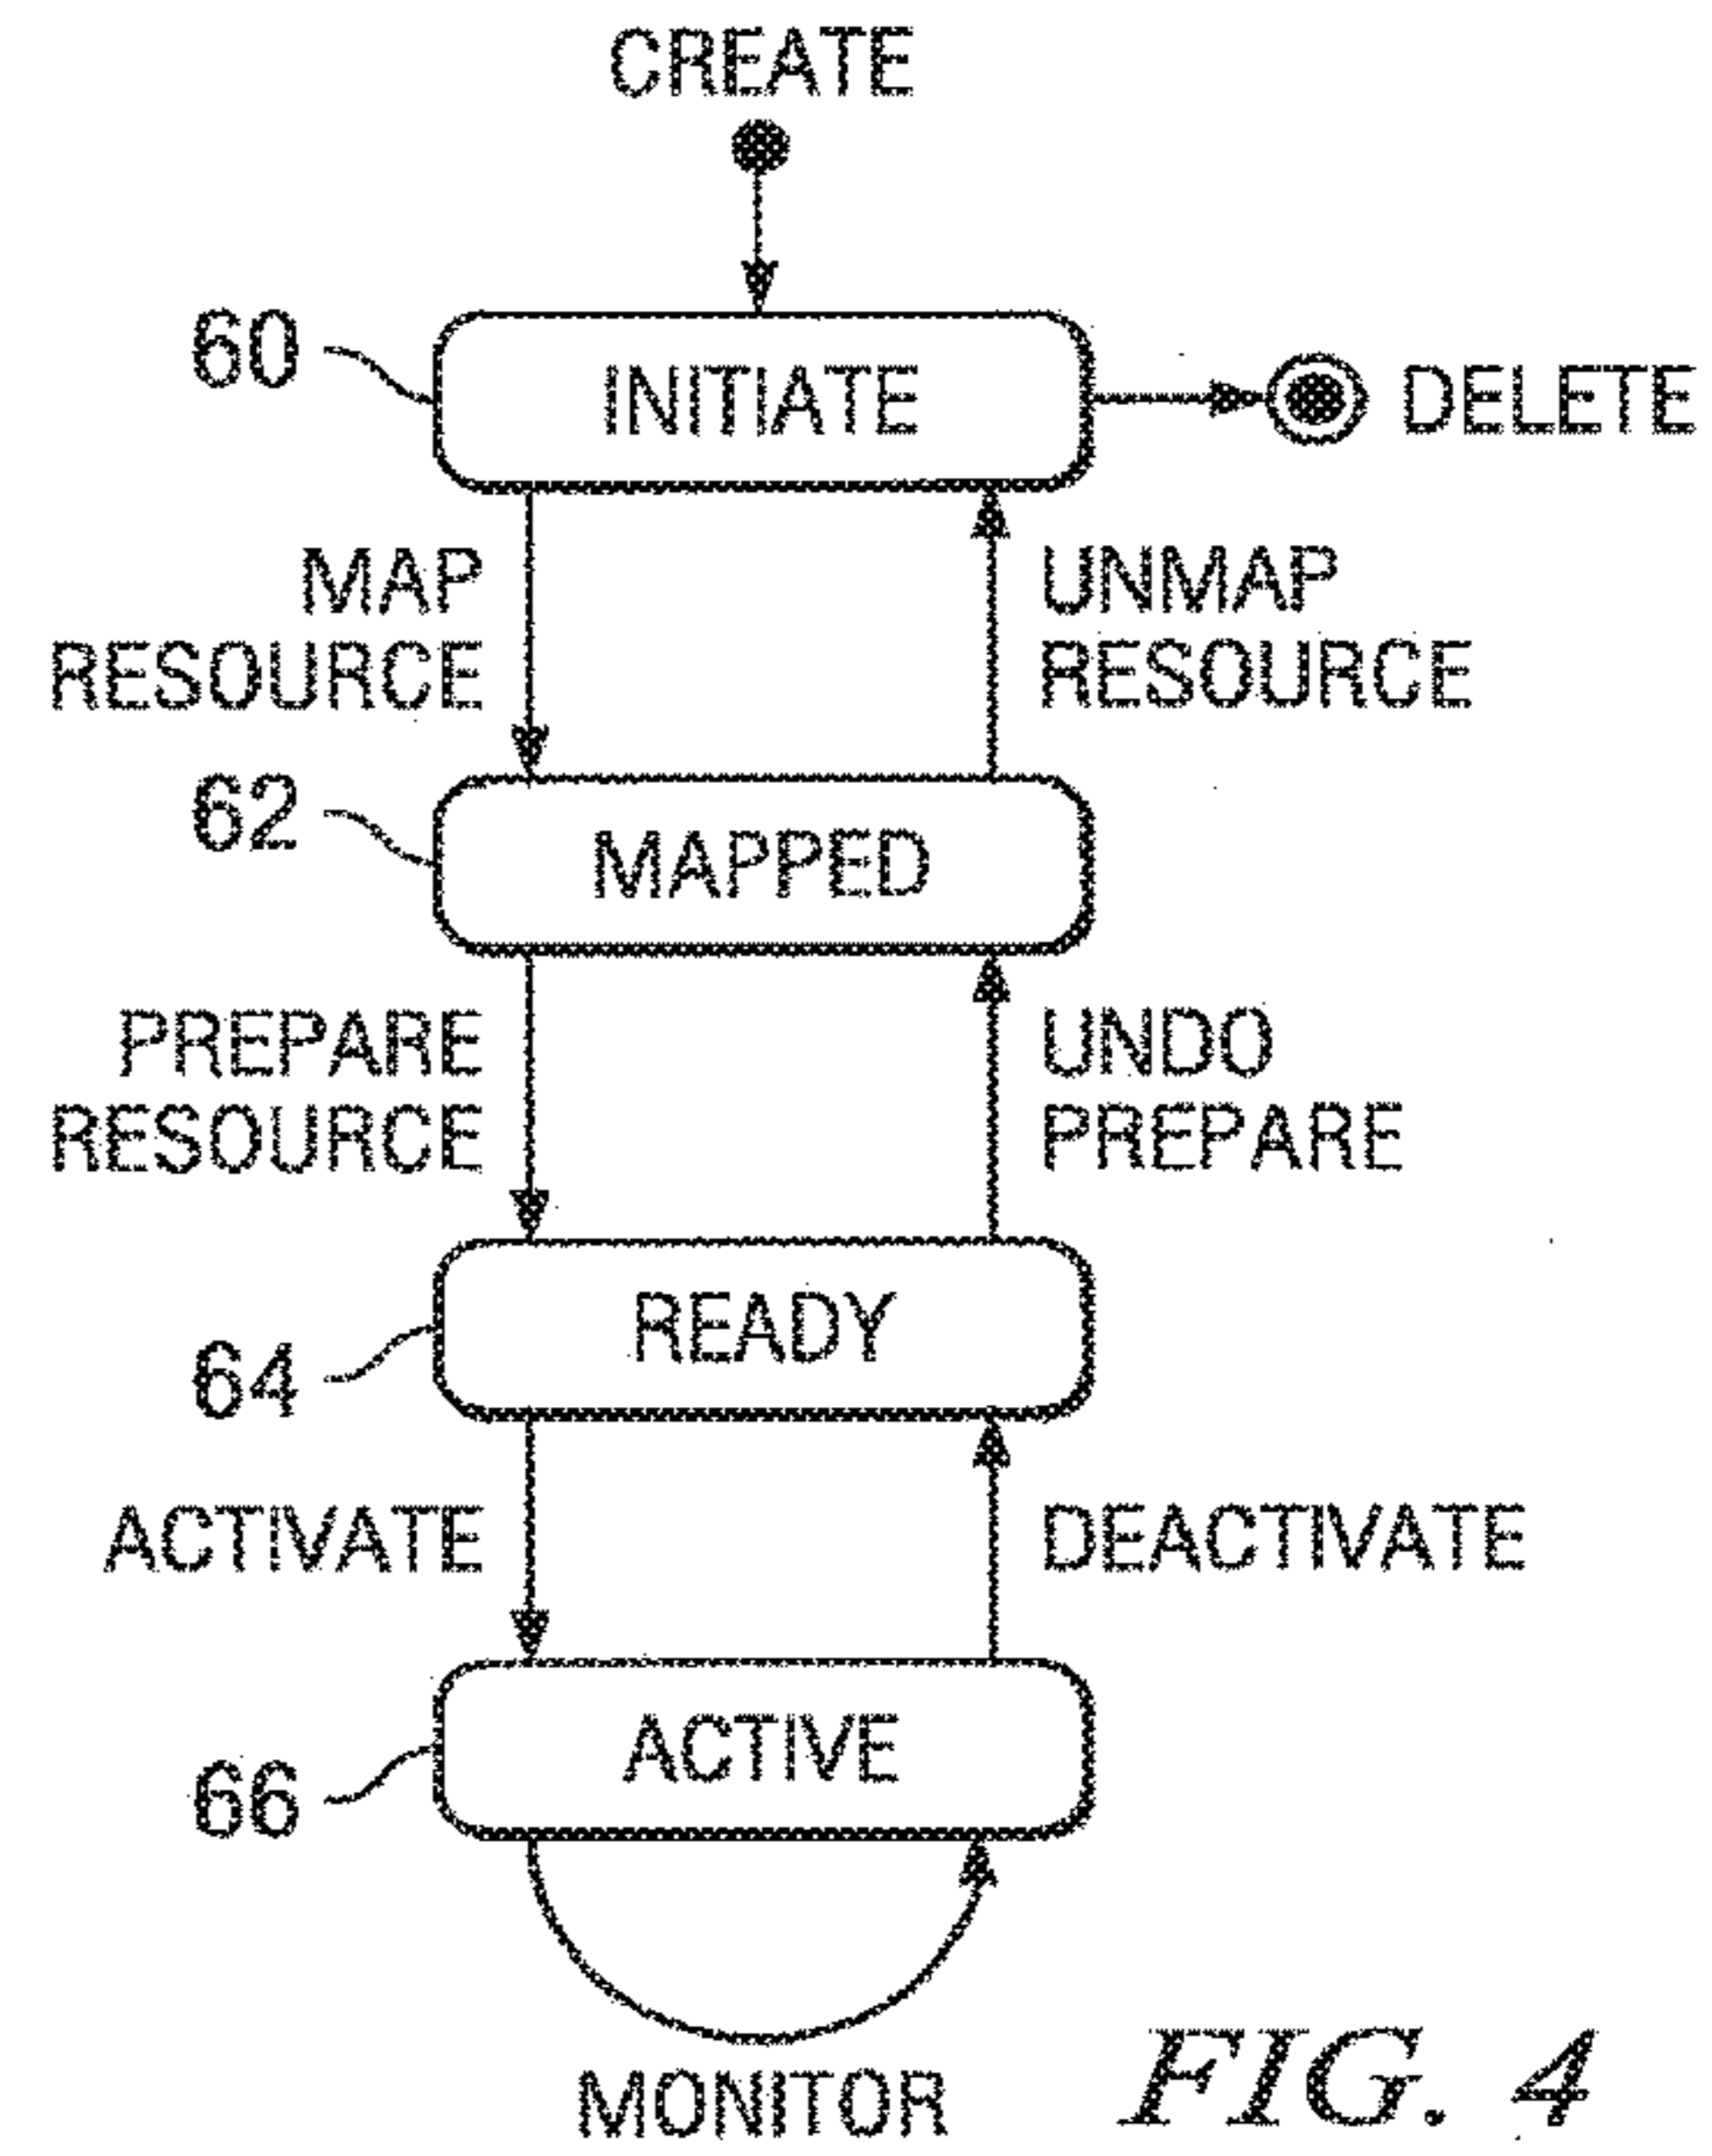 CREATE
60
INITIATE
DELETE
MAP
RESOURCE
UNMAP
RESOURCE
62
MAPPED
PREPARE
RESOURCE
UNDO
PREPARE
READY
64
ACTIVATE
DEACTIVATE
ACTIVE
66
MONITOR
FIG. 4